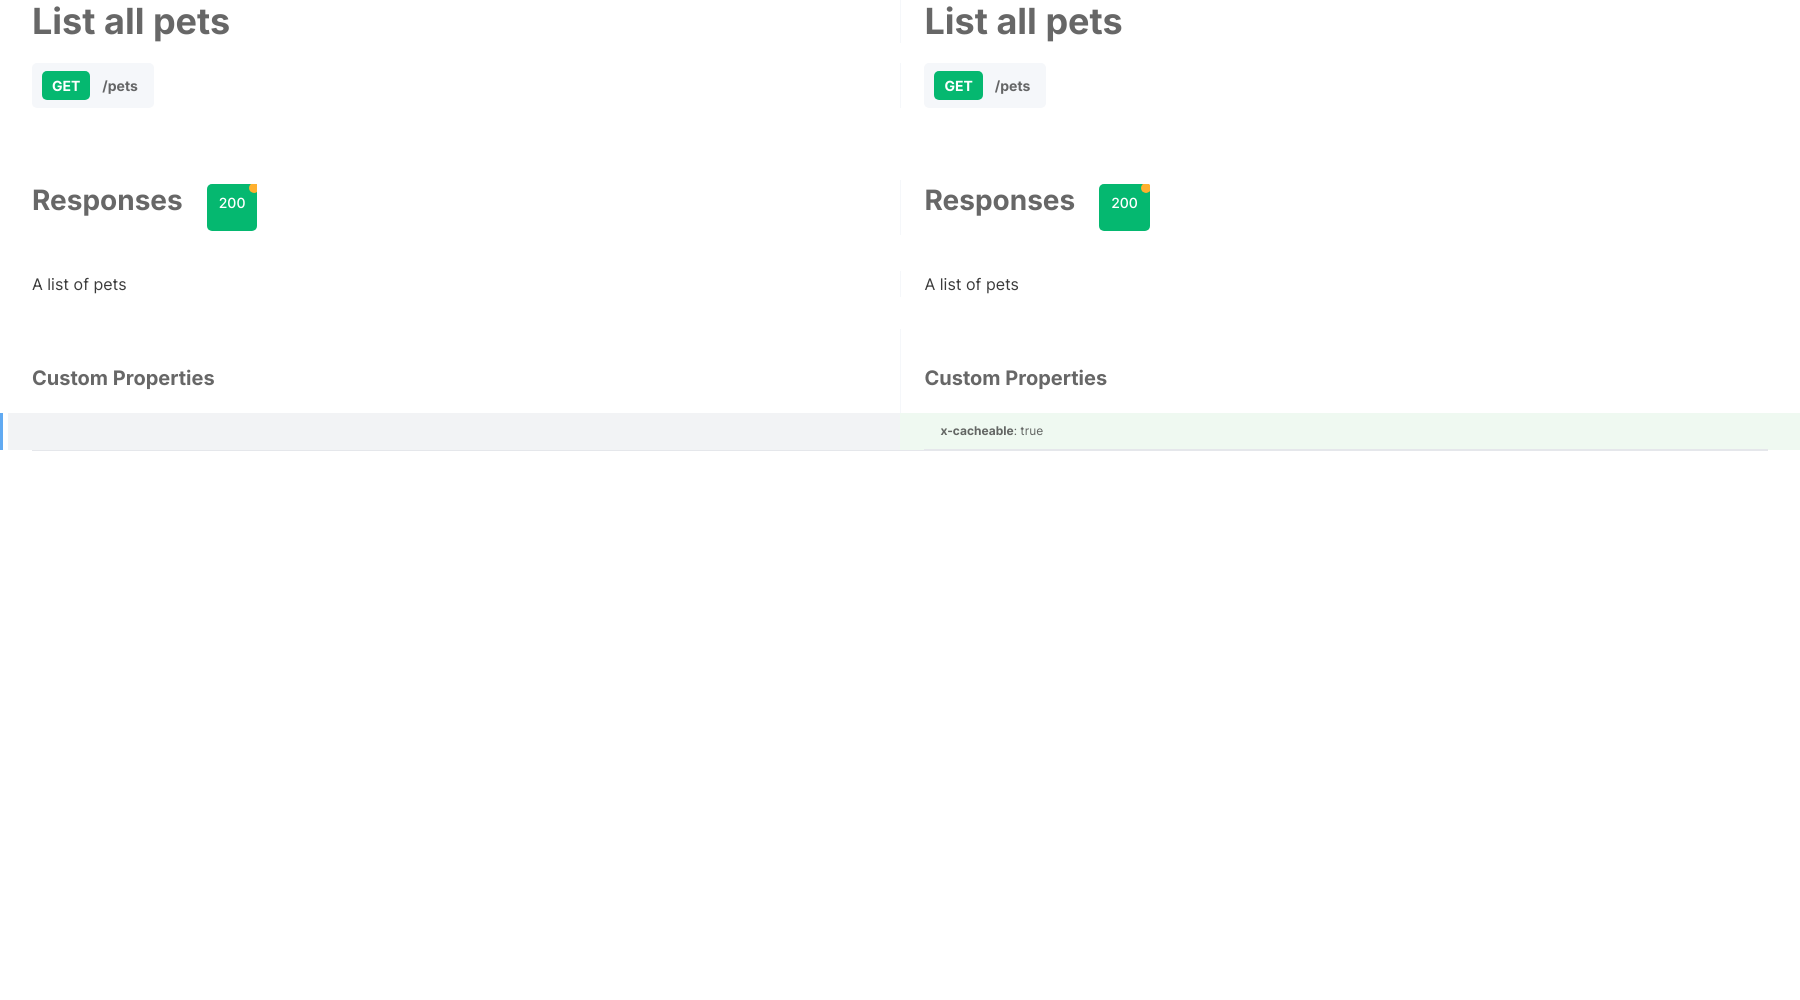 List all pets
GET /pets
Responses 200
A list of pets
Custom Properties
List all pets
GET /pets
Responses 200
A list of pets
Custom Properties
x-cacheable: true